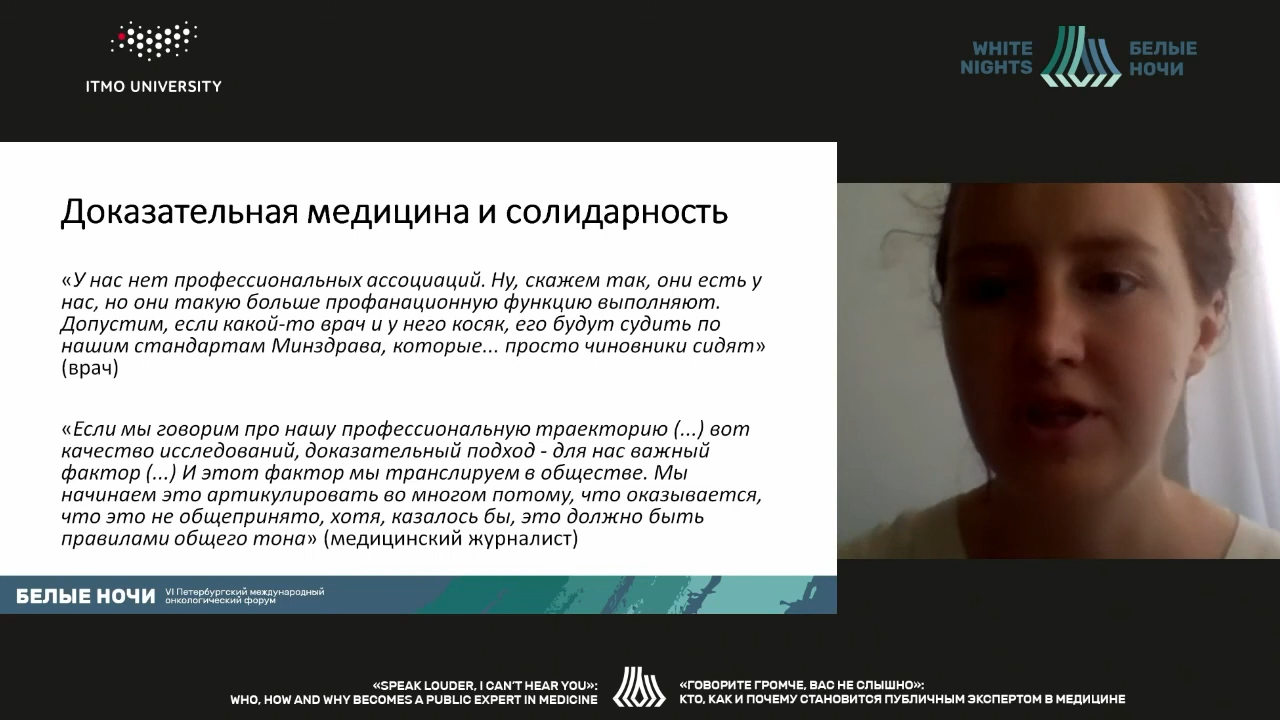 ITMO UNIVERSITY
WHITE
NIGHTS
БЕЛЫЕ
НОЧИ
Доказательная медицина и солидарность
«У нас нет профессиональных ассоциаций. Ну, скажем так, они есть у
нас, но они такую больше профанационную функцию выполняют.
Допустим, если какой-то врач и у него косяк, его будут судить по
нашим стандартам Минздрава, которые... просто чиновники сидят»
(врач)
«Если мы говорим про нашу профессиональную траекторию (...) вот
качество исследований, доказательный подход - для нас важный
фактор (...) И этот фактор мы транслируем в обществе. Мы
начинаем это артикулировать во многом потому, что оказывается,
что это не общепринято, хотя, казалось бы, это должно быть
правилами общего тона» (медицинский журналист)
БЕЛЫЕ НОЧИ
VI Петербургский международный
онкологический форум
«SPEAK LOUDER, I CAN'T HEAR YOU»:
WHO, HOW AND WHY BECOMES A PUBLIC EXPERT IN MEDICINE
«ГОВОРИТЕ ГРОМЧЕ, ВАС НЕ СЛЫШНО»:
КТО, КАК И ПОЧЕМУ СТАНОВИТСЯ ПУБЛИЧНЫМ ЭКСПЕРТОМ В МЕДИЦИНЕ